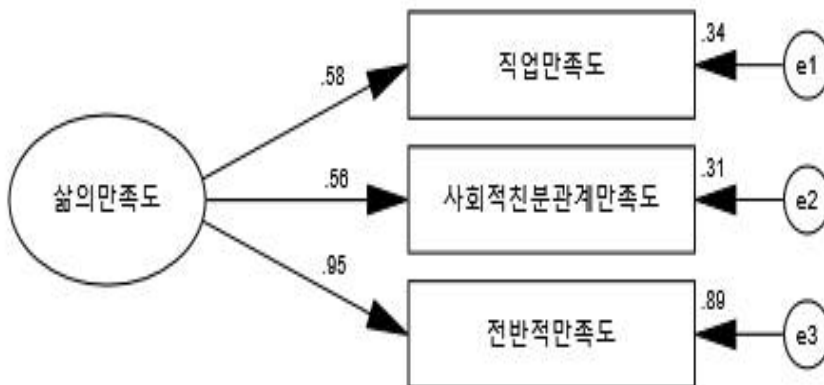 .34
직업만족도
e1
.58
삶의만족도
.56
.31
사회적친분관계만족도
e2
.95
.89
전반적만족도
e3